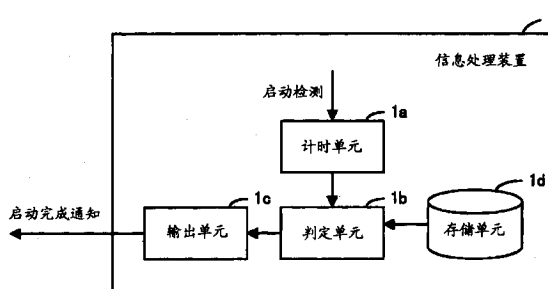 信息处理装置
启动检测
1a
计时单元
1c
1b
1d
启动完成通知
输出单元
判定单元
存储单元